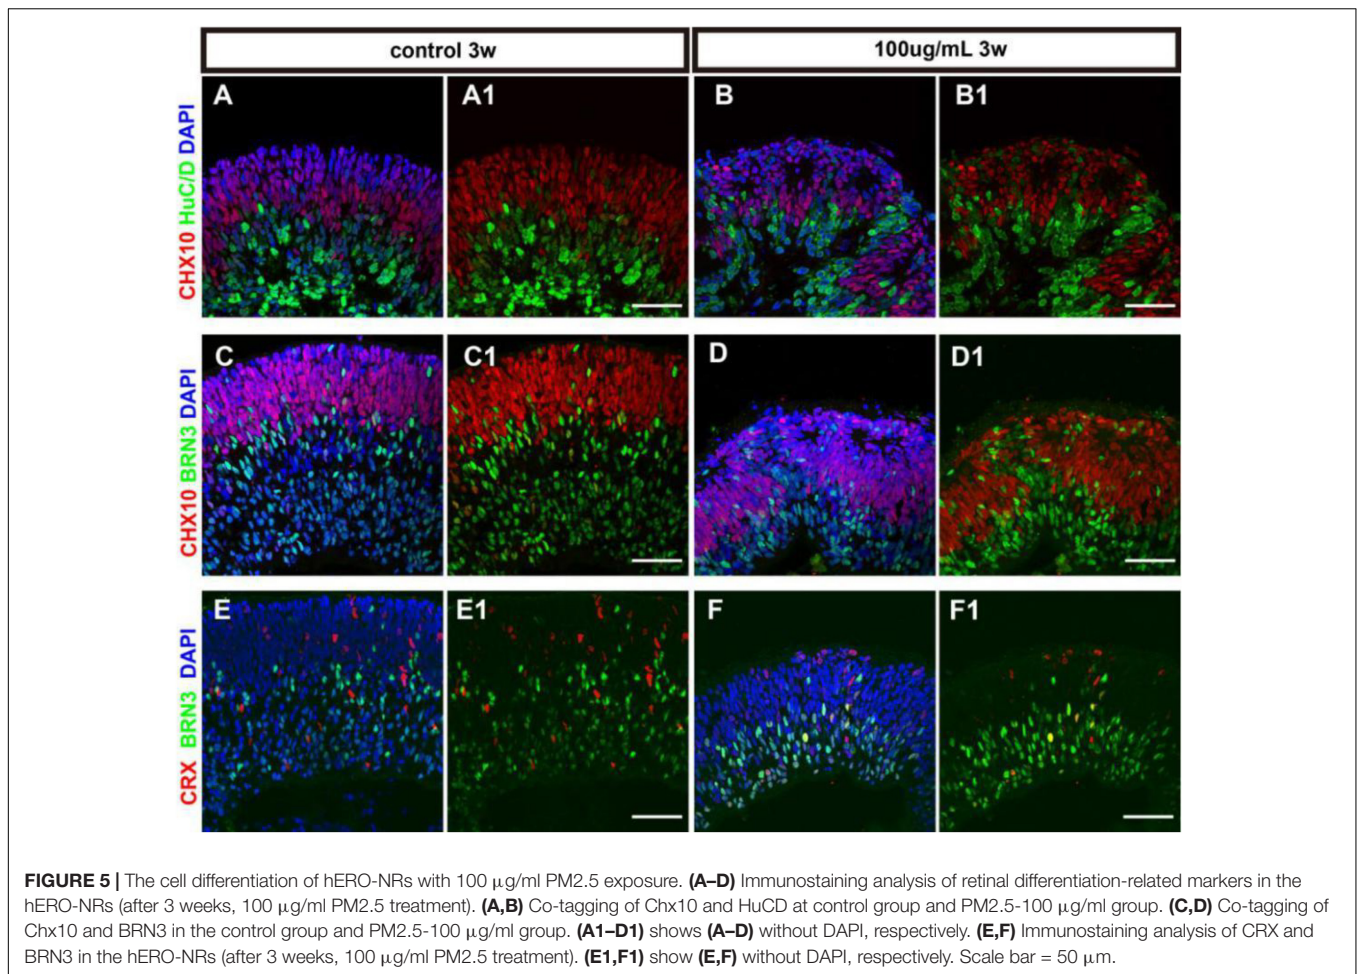 control 3w
100ug/mL 3w
CHX10 HuC/D DAPI
A
A1
B
B1
CHX10 BRN3 DAPI
C
C1
D
D1
CRX BRN3 DAPI
E
E1
F
F1
FIGURE 5 | The cell differentiation of hERO-NRs with 100 μg/ml PM2.5 exposure. (A–D) Immunostaining analysis of retinal differentiation-related markers in the
hERO-NRs (after 3 weeks, 100 μg/ml PM2.5 treatment). (A,B) Co-tagging of Chx10 and HuCD at control group and PM2.5-100 μg/ml group. (C,D) Co-tagging of
Chx10 and BRN3 in the control group and PM2.5-100 μg/ml group. (A1–D1) shows (A–D) without DAPI, respectively. (E,F) Immunostaining analysis of CRX and
BRN3 in the hERO-NRs (after 3 weeks, 100 μg/ml PM2.5 treatment). (E1,F1) show (E,F) without DAPI, respectively. Scale bar = 50 μm.